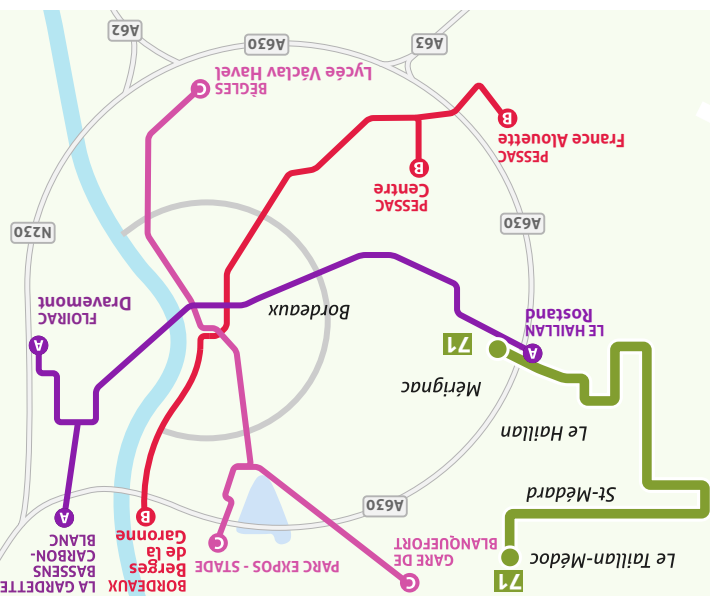 71
Le Taillan-Médoc
C
GARE DE
BLANQUEFORT
PARC EXPOS - STADE
C
BORDEAUX
Berges
de la
Garonne
B
LA GARDETTE
BASSENS
CARBON-
BLANC
A
St-Médard
A630
Le Haillan
Mérignac
LE HAILLAN
Rostand
A
71
Bordeaux
A
FLOIRAC
Dravemont
A630
N230
PESSAC
Centre
B
PESSAC
France Alouette
B
C
BÈGLES
Lycée Václav Havel
A63
A630
A62